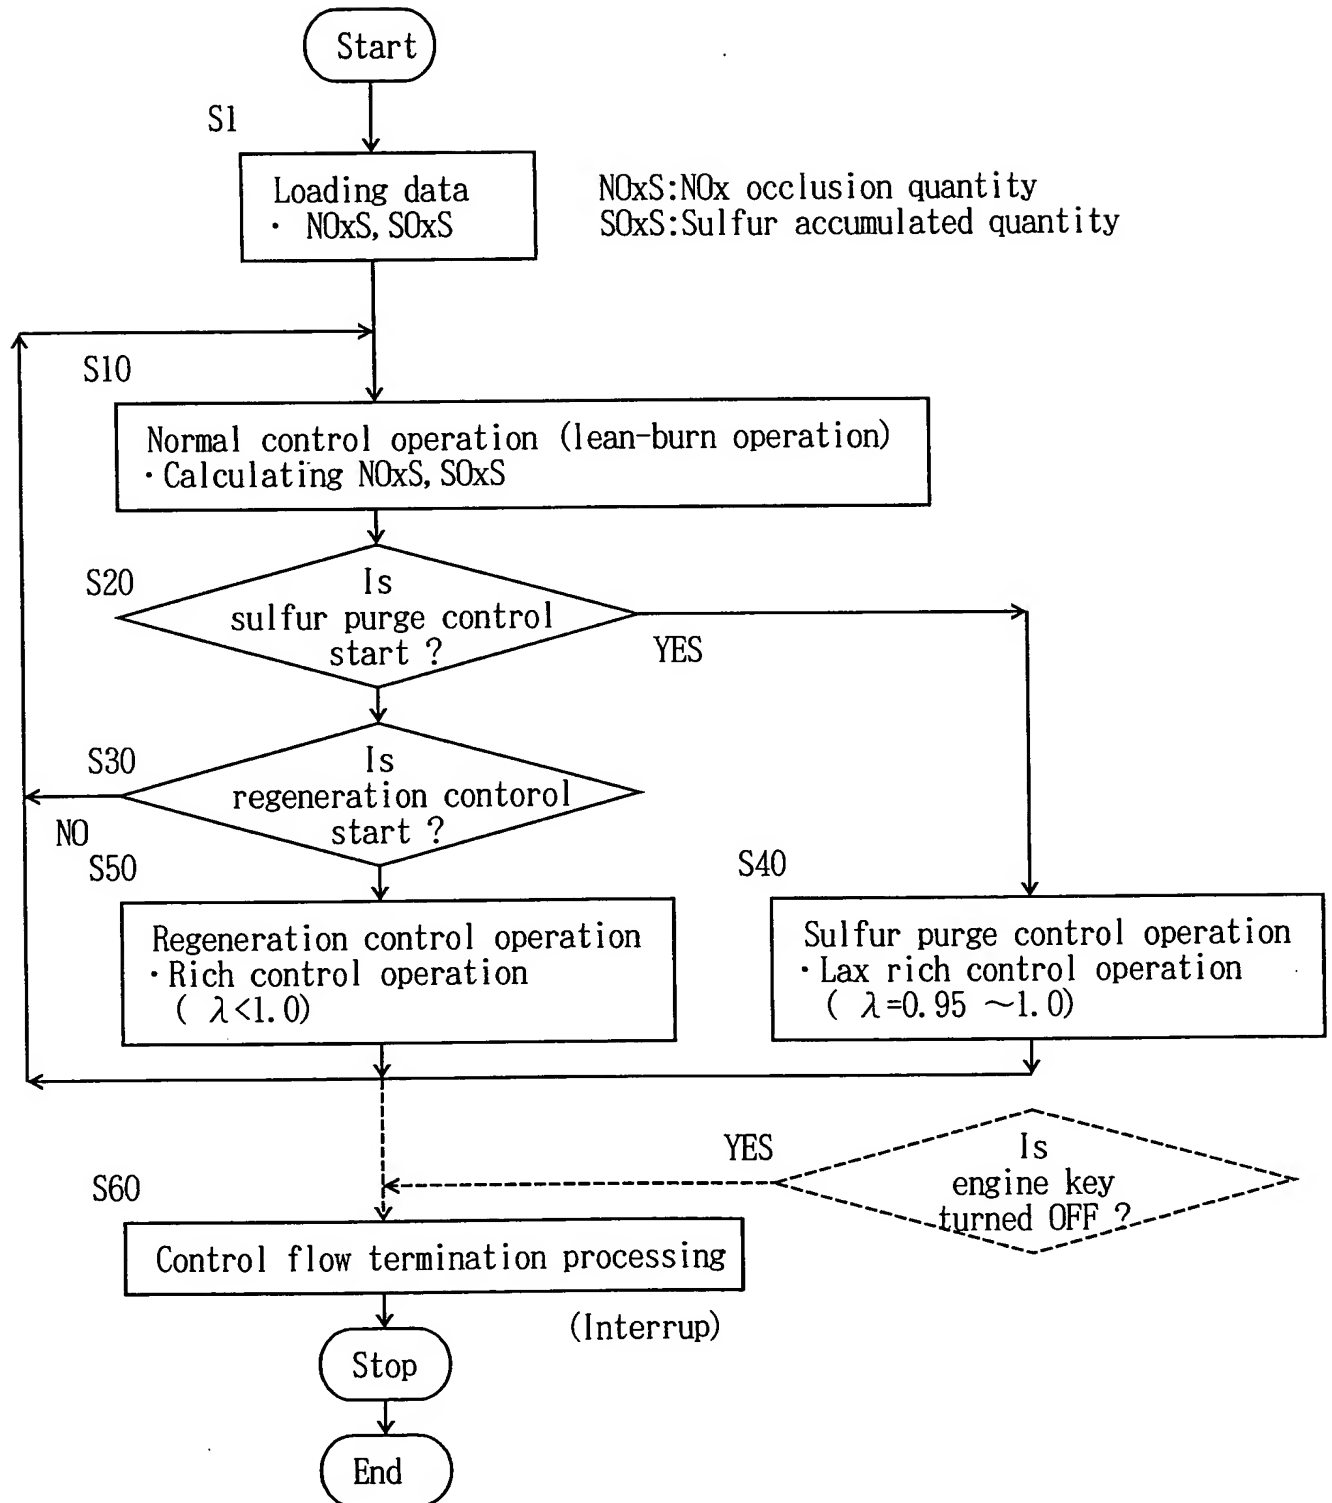 Start
S1
Loading data
· NOxS, SOxS
NOxS:NOx occlusion quantity
SOxS:Sulfur accumulated quantity
S10
Normal control operation (lean-burn operation)
·Calculating NOxS, SOxS
S20
Is
sulfur purge control
start ?
YES
S30
Is
regeneration contorol
start ?
NO
S50
Regeneration control operation
·Rich control operation
( λ<1.0)
S40
Sulfur purge control operation
·Lax rich control operation
( λ=0.95 ~1.0)
YES
Is
engine key
turned OFF ?
S60
Control flow termination processing
(Interrup)
Stop
End